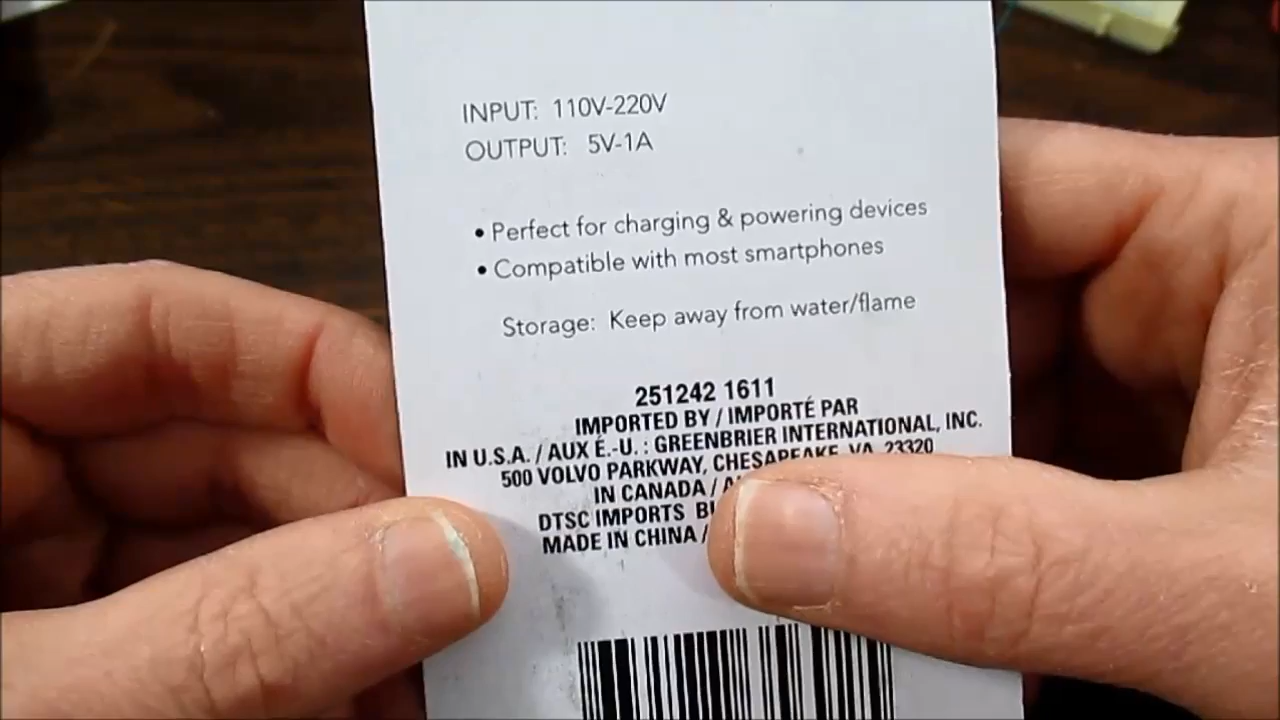 INPUT: 110V-220V
OUTPUT: 5V-1A
• Perfect for charging & powering devices
• Compatible with most smartphones
Storage: Keep away from water/flame
251242 1611
IMPORTED BY / IMPORTÉ PAR
IN U.S.A. / AUX É.-U. : GREENBRIER INTERNATIONAL, INC.
500 VOLVO PARKWAY, CHESAPEAKE, VA 23320
IN CANADA /
DTSC IMPORTS
MADE IN CHINA /